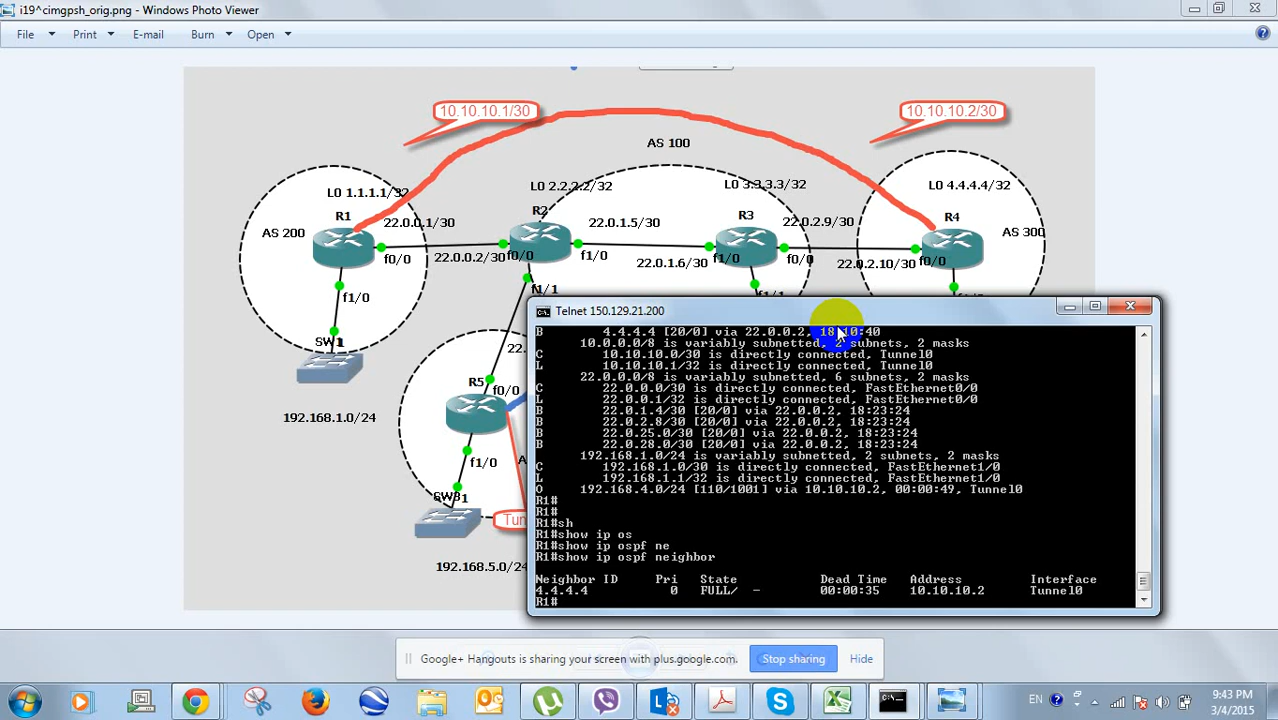 i19^cimgpsh_orig.png - Windows Photo Viewer
File Print E-mail Burn Open
10.10.10.1/30
10.10.10.2/30
AS 100
L0 1.1.1.1/32
L0 2.2.2.2/32
L0 3.3.3.3/32
L0 4.4.4.4/32
R1
R2
R3
R4
22.0.0.1/30
22.0.1.5/30
22.0.2.9/30
AS 200
AS 300
f0/0
22.0.0.2/30
f0/0
f1/0
22.0.1.6/30
f1/0
f0/0
22.0.2.10/30
f0/0
f1/0
f1/1
f1/1
SW1
192.168.1.0/24
22.
R5
f0/0
f1/0
A
SW3
1
Tun
192.168.5.0/24
Telnet 150.129.21.200
B 4.4.4.4 [20/0] via 22.0.0.2, 18:10:40
10.0.0.0/8 is variably subnetted, 2 subnets, 2 masks
C 10.10.10.0/30 is directly connected, Tunnel0
L 10.10.10.1/32 is directly connected, Tunnel0
22.0.0.0/8 is variably subnetted, 6 subnets, 2 masks
C 22.0.0.0/30 is directly connected, FastEthernet0/0
L 22.0.0.1/32 is directly connected, FastEthernet0/0
B 22.0.1.4/30 [20/0] via 22.0.0.2, 18:23:24
B 22.0.2.8/30 [20/0] via 22.0.0.2, 18:23:24
B 22.0.25.0/30 [20/0] via 22.0.0.2, 18:23:24
B 22.0.28.0/30 [20/0] via 22.0.0.2, 18:23:24
192.168.1.0/24 is variably subnetted, 2 subnets, 2 masks
C 192.168.1.0/30 is directly connected, FastEthernet1/0
L 192.168.1.1/32 is directly connected, FastEthernet1/0
O 192.168.4.0/24 [110/1001] via 10.10.10.2, 00:00:49, Tunnel0
R1#
R1#
R1#sh
R1#show ip os
R1#show ip ospf ne
R1#show ip ospf neighbor
Neighbor ID Pri State Dead Time Address Interface
4.4.4.4 0 FULL/ - 00:00:35 10.10.10.2 Tunnel0
R1#
Google+ Hangouts is sharing your screen with plus.google.com.
Stop sharing
Hide
EN
9:43 PM
3/4/2015